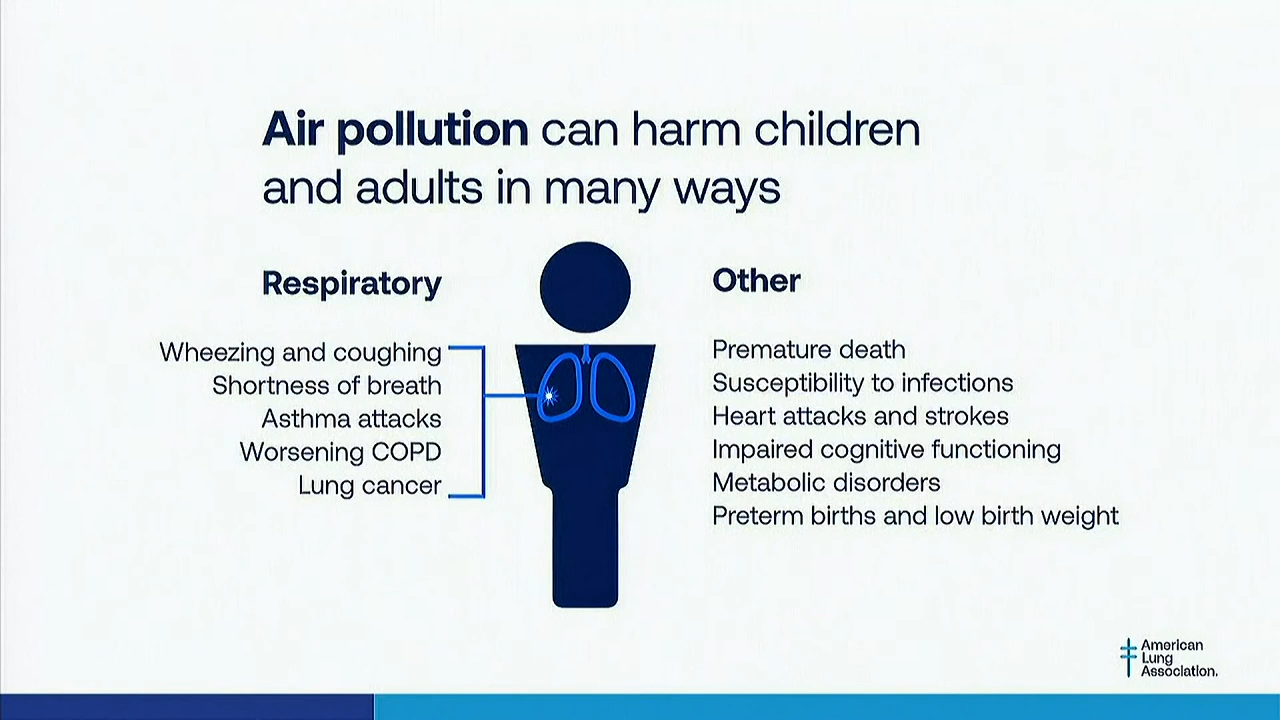 Air pollution can harm children
and adults in many ways
Respiratory
Wheezing and coughing
Shortness of breath
Asthma attacks
Worsening COPD
Lung cancer
Other
Premature death
Susceptibility to infections
Heart attacks and strokes
Impaired cognitive functioning
Metabolic disorders
Preterm births and low birth weight
American
Lung
Association.